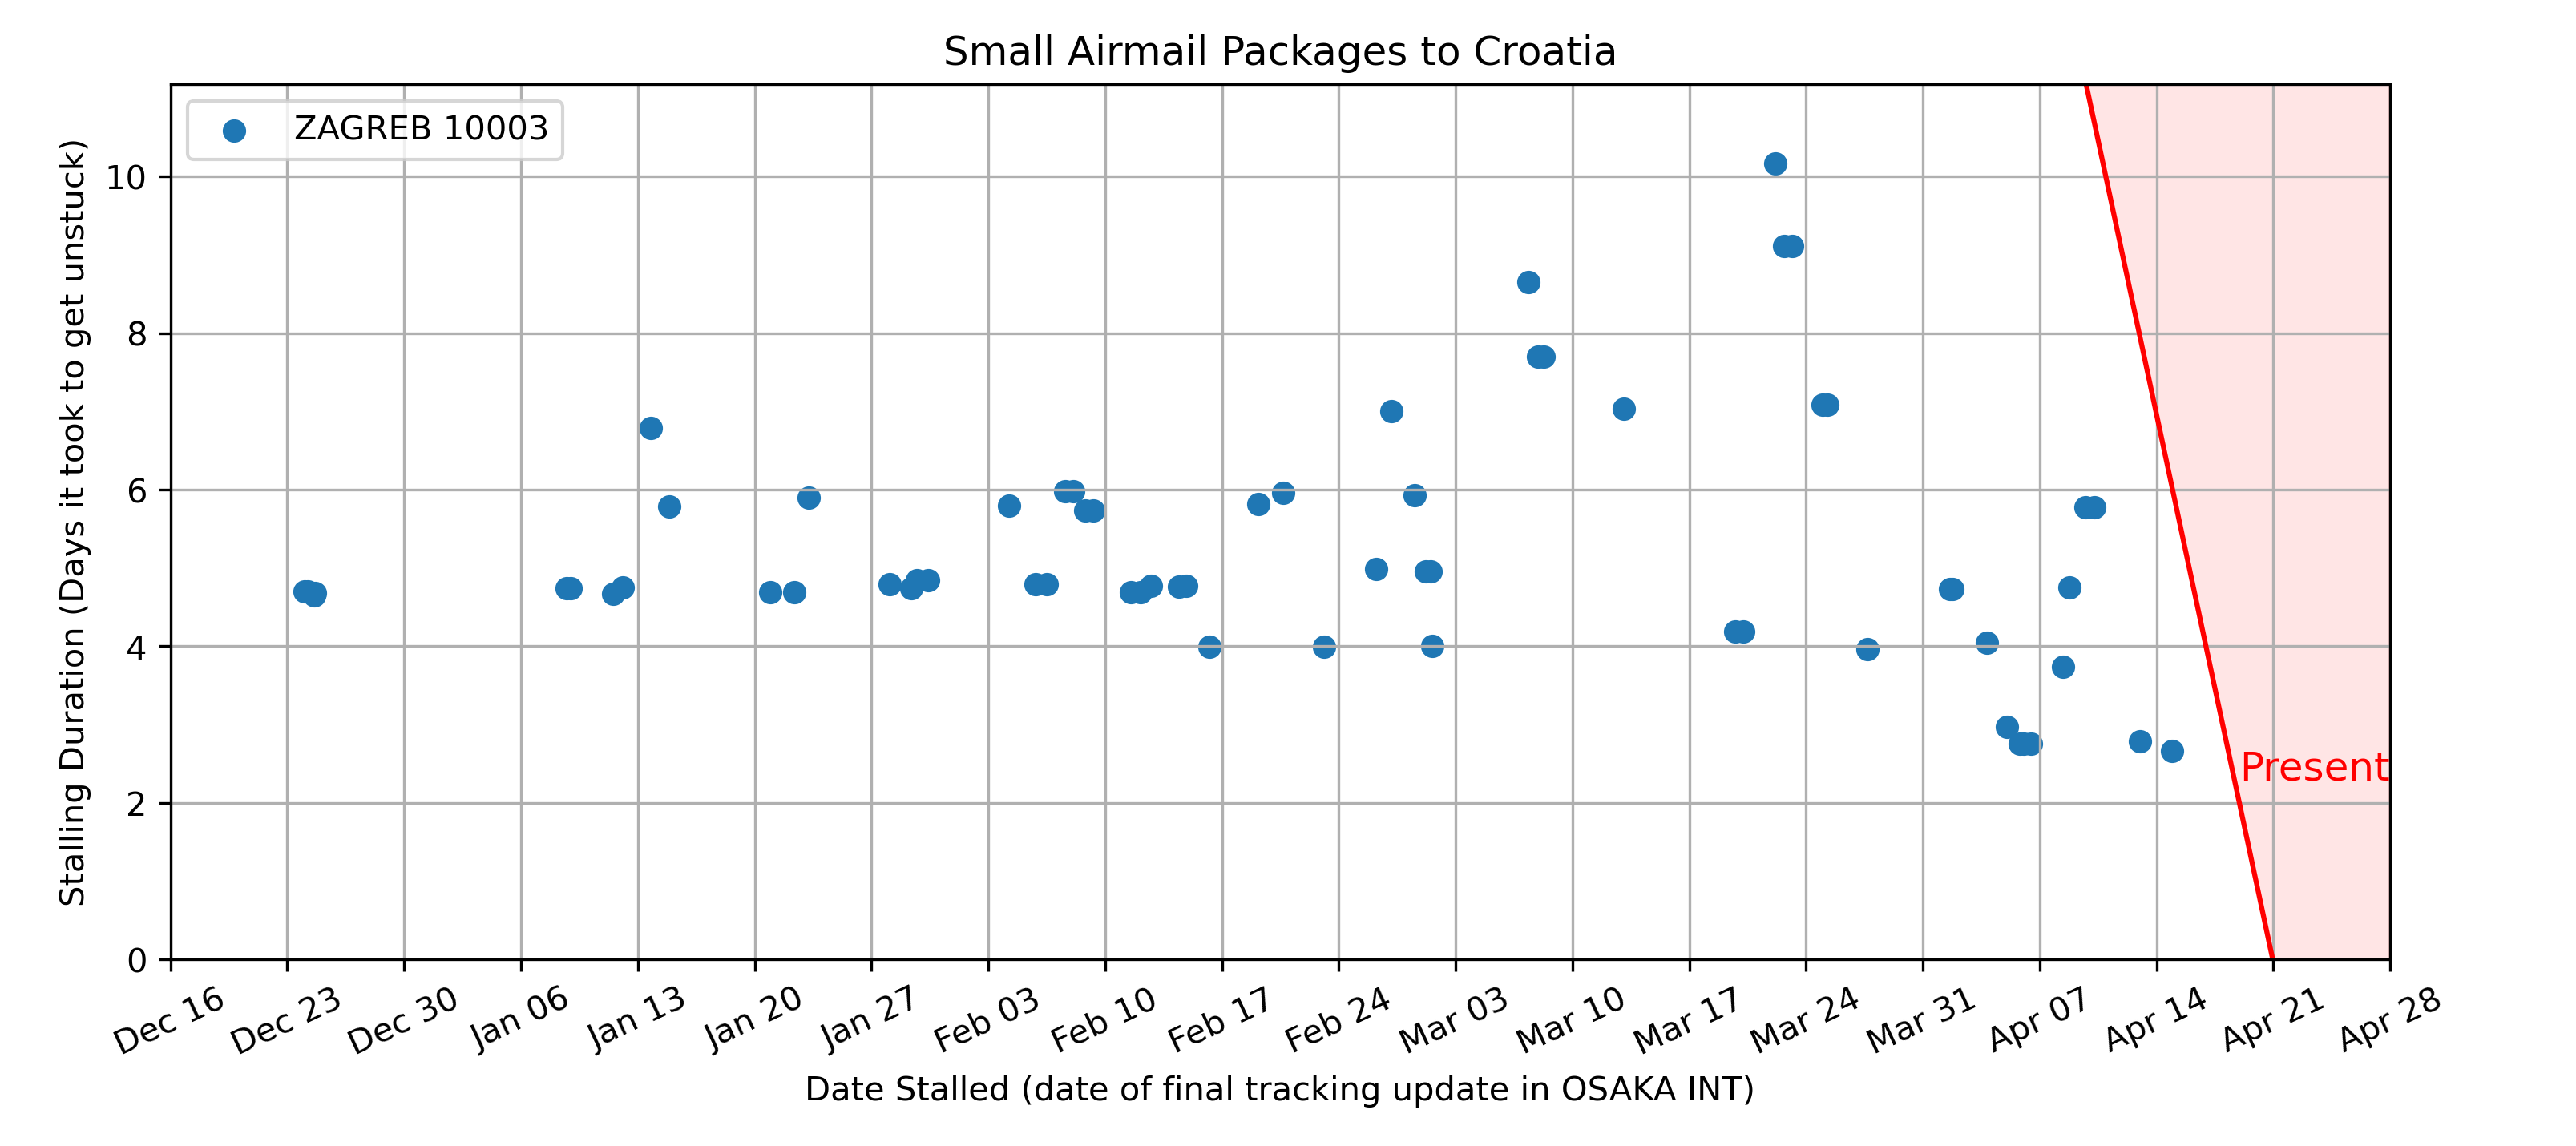 Small Airmail Packages to Croatia
ZAGREB 10003
Stalling Duration (Days it took to get unstuck)
10
8
6
4
2
0
Present
Dec 16
Dec 23
Dec 30
Jan 06
Jan 13
Jan 20
Jan 27
Feb 03
Feb 10
Feb 17
Feb 24
Mar 03
Mar 10
Mar 17
Mar 24
Mar 31
Apr 07
Apr 14
Apr 21
Apr 28
Date Stalled (date of final tracking update in OSAKA INT)